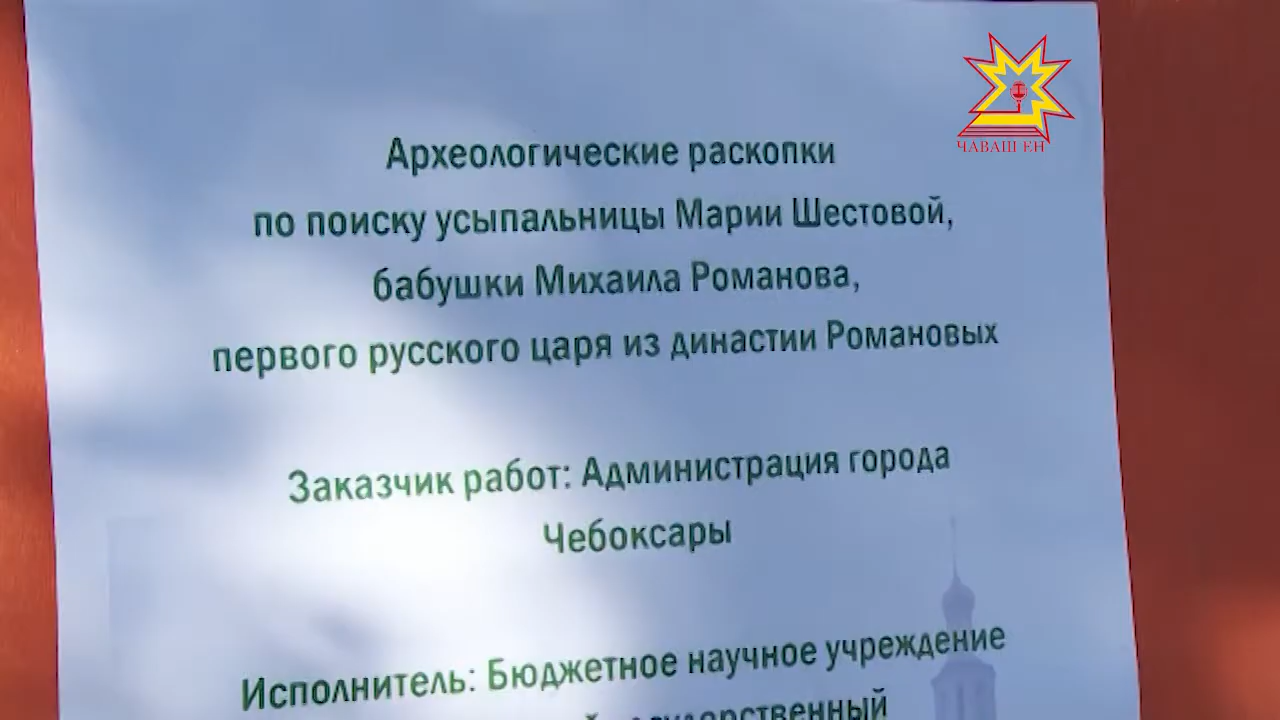 ЧАВАШ ЕН
Археологические раскопки
по поиску усыпальницы Марии Шестовой,
бабушки Михаила Романова,
первого русского царя из династии Романовых
Заказчик работ: Администрация города
Чебоксары
Исполнитель: Бюджетное научное учреждение
государственный